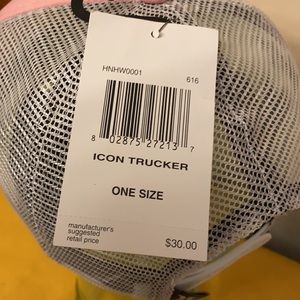 HNHW0001 616
8 02875 27213 7
ICON TRUCKER
ONE SIZE
manufacturer's
suggested
retail price $30.00